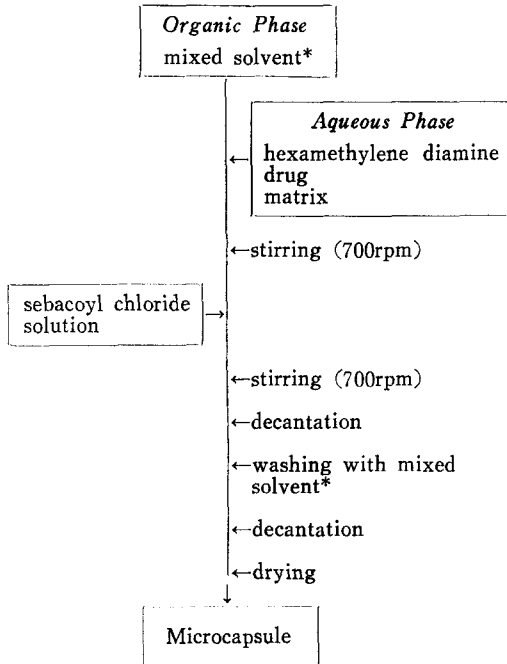 Organic Phase
mixed solvent*
Aqueous Phase
hexamethylene diamine
drug
matrix
←stirring (700rpm)
sebacoyl chloride
solution
←stirring (700rpm)
←decantation
←washing with mixed
solvent*
←decantation
←drying
Microcapsule